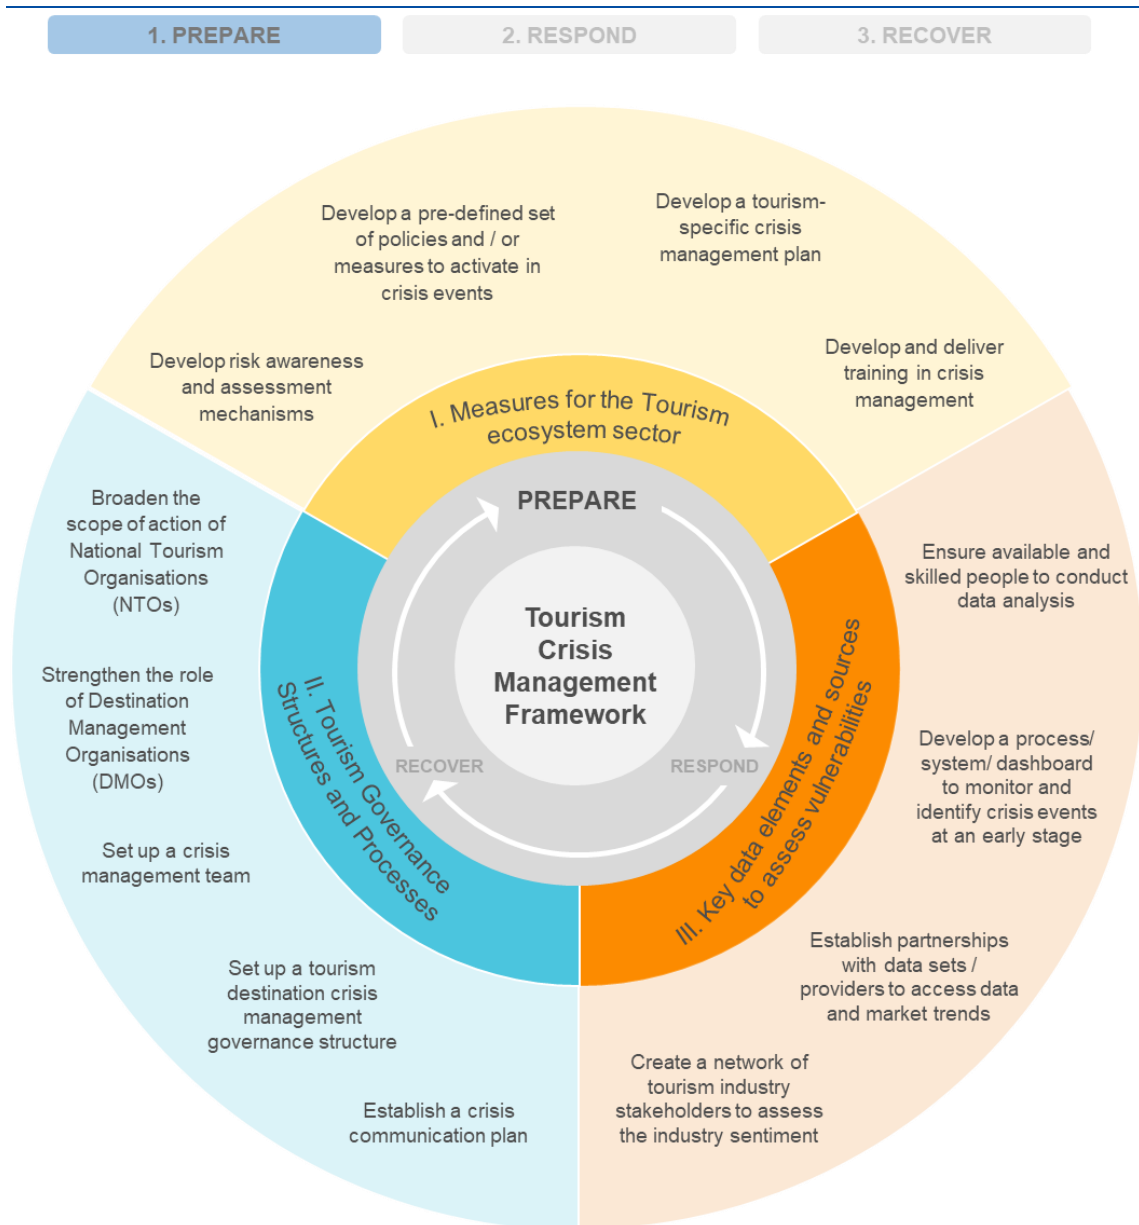 1. PREPARE
2. RESPOND
3. RECOVER
Develop a pre-defined set
of policies and / or
measures to activate in
crisis events
Develop a tourism-
specific crisis
management plan
Develop risk awareness
and assessment
mechanisms
Develop and deliver
training in crisis
management
I. Measures for the Tourism
ecosystem sector
PREPARE
Broaden the
scope of action of
National Tourism
Organisations
(NTOs)
Strengthen the role
of Destination
Management
Organisations
(DMOs)
Set up a crisis
management team
Set up a tourism
destination crisis
management
governance structure
Establish a crisis
communication plan
II. Tourism Governance
Structures and Processes
Tourism
Crisis
Management
Framework
RECOVER
RESPOND
III. Key data elements and sources
to assess vulnerabilities
Ensure available and
skilled people to conduct
data analysis
Develop a process/
system/ dashboard
to monitor and
identify crisis events
at an early stage
Establish partnerships
with data sets /
providers to access data
and market trends
Create a network of
tourism industry
stakeholders to assess
the industry sentiment